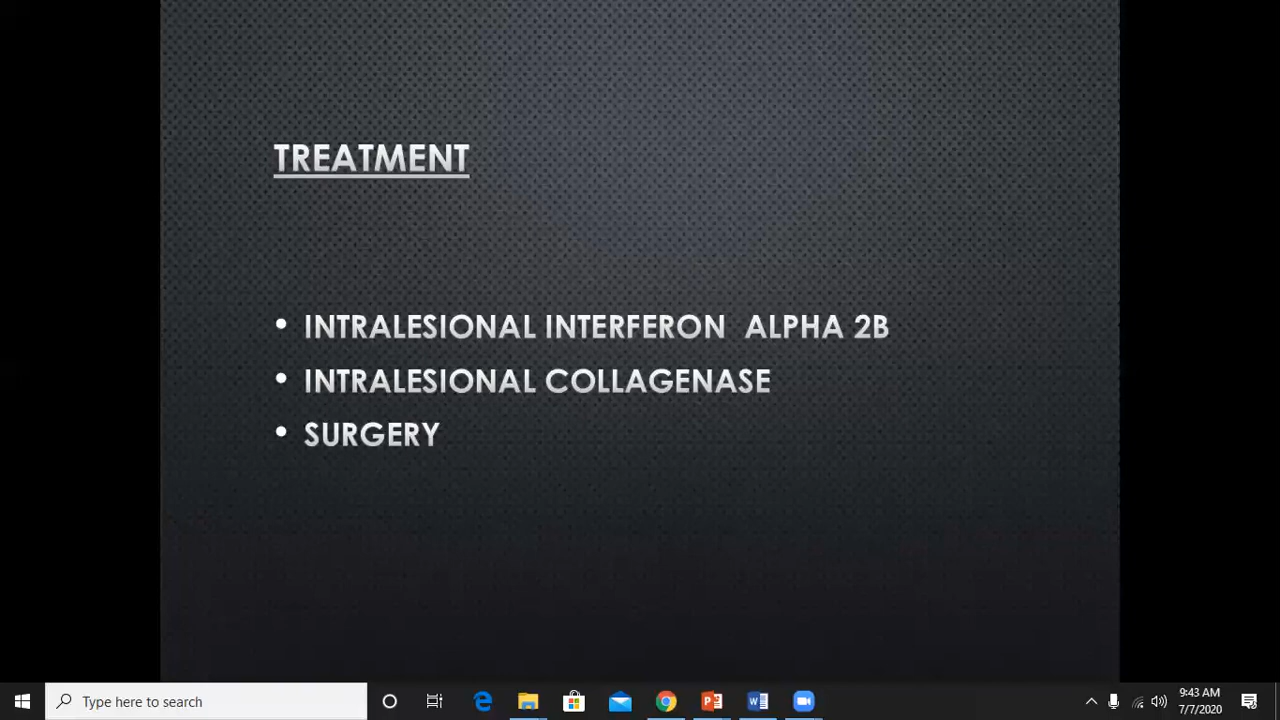 TREATMENT
• INTRALESIONAL INTERFERON ALPHA 2B
• INTRALESIONAL COLLAGENASE
• SURGERY
Type here to search
9:43 AM
7/7/2020